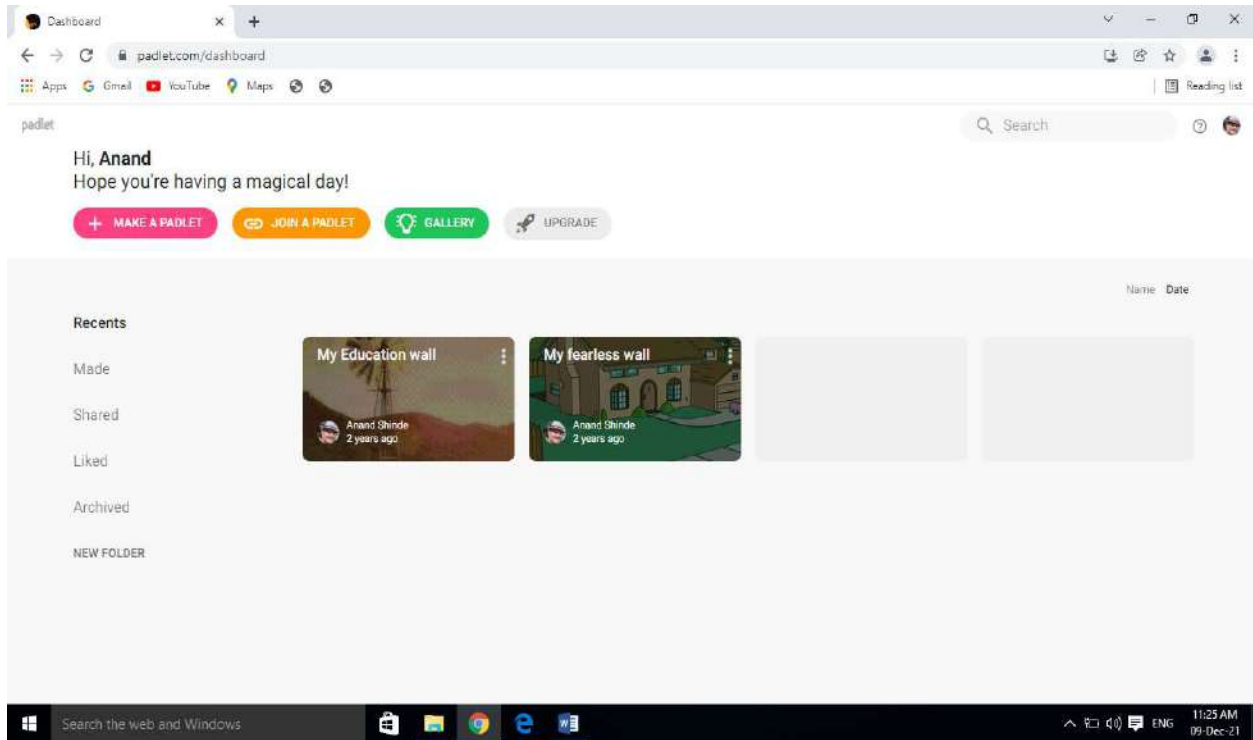 Dashboard
padlet.com/dashboard
Apps Gmail YouTube Maps Reading list
padlet Search
Hi, Anand
Hope you're having a magical day!
MAKE A PADLET JOIN A PADLET GALLERY UPGRADE
Name Date
Recents
Made
Shared
Liked
Archived
NEW FOLDER
My Education wall
Anand Shinde
2 years ago
My fearless wall
Anand Shinde
2 years ago
Search the web and Windows
ENG
11:25 AM
09-Dec-21